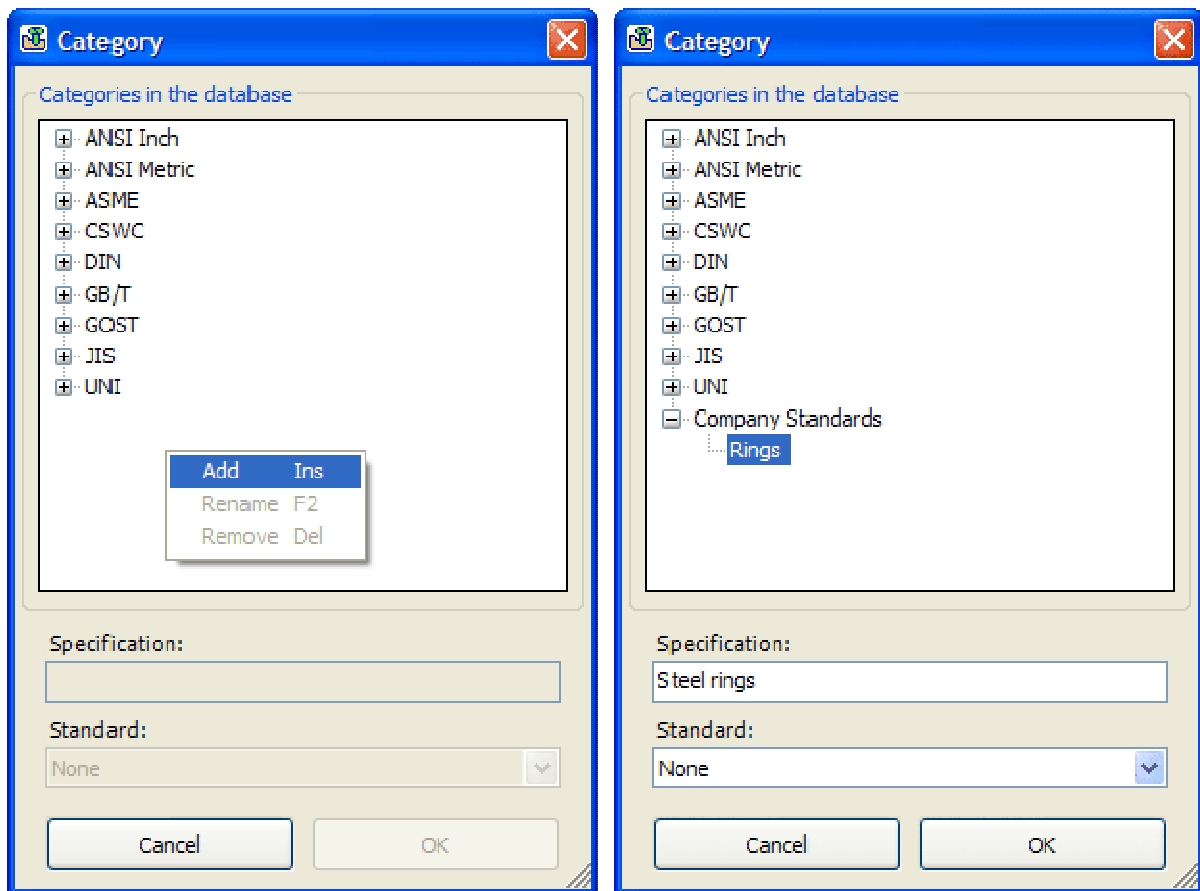 Category
Categories in the database
ANSI Inch
ANSI Metric
ASME
CSWC
DIN
GB/T
GOST
JIS
UNI
Add Ins
Rename F2
Remove Del
Specification:
Standard:
None
Cancel OK
Category
Categories in the database
ANSI Inch
ANSI Metric
ASME
CSWC
DIN
GB/T
GOST
JIS
UNI
Company Standards
Rings
Specification:
Steel rings
Standard:
None
Cancel OK